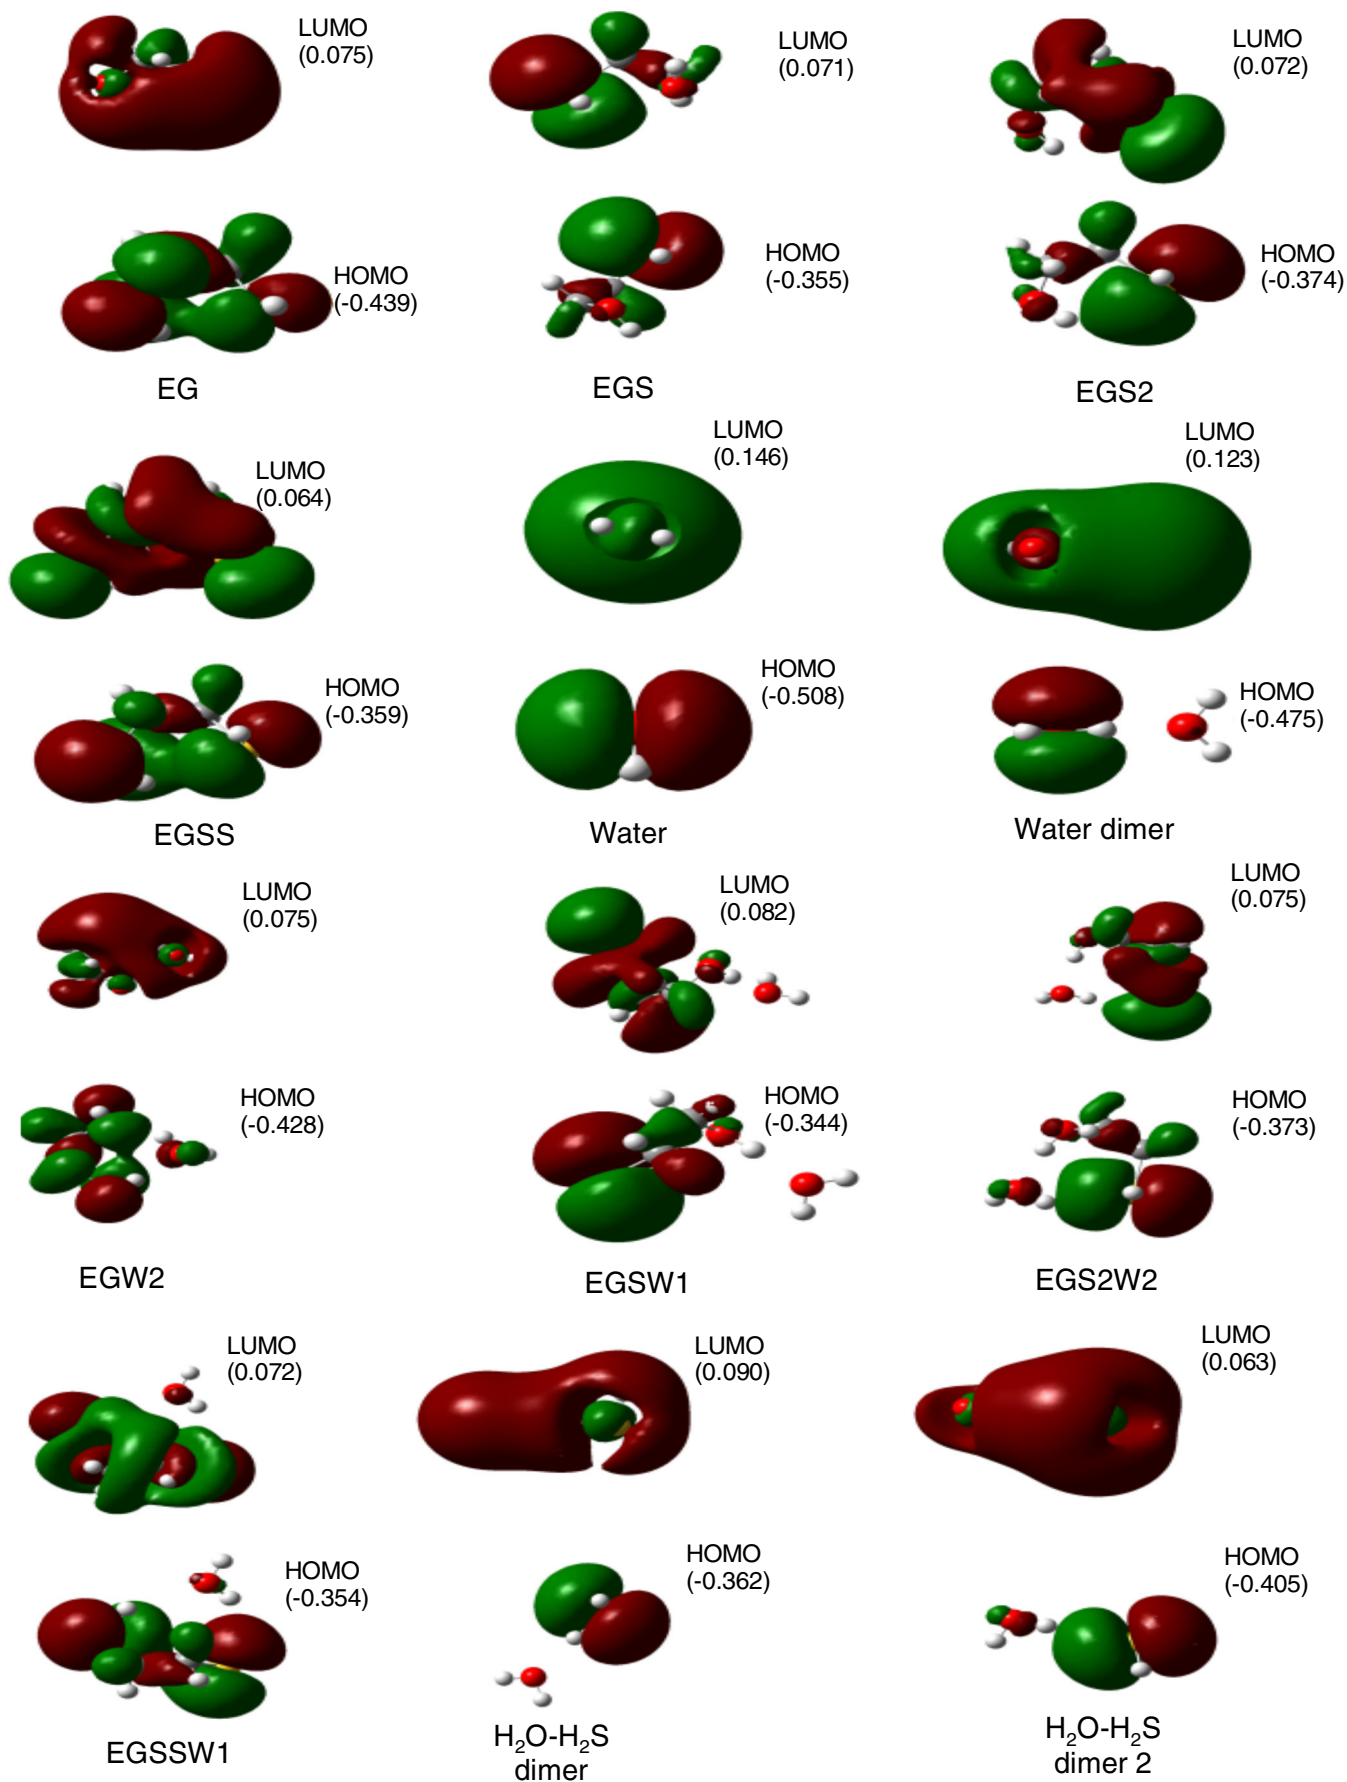 LUMO
(0.075)
LUMO
(0.071)
LUMO
(0.072)
HOMO
(-0.439)
HOMO
(-0.355)
HOMO
(-0.374)
EG
EGS
EGS2
LUMO
(0.064)
LUMO
(0.146)
LUMO
(0.123)
HOMO
(-0.359)
HOMO
(-0.508)
HOMO
(-0.475)
EGSS
Water
Water dimer
LUMO
(0.075)
LUMO
(0.082)
LUMO
(0.075)
HOMO
(-0.428)
HOMO
(-0.344)
HOMO
(-0.373)
EGW2
EGSW1
EGS2W2
LUMO
(0.072)
LUMO
(0.090)
LUMO
(0.063)
HOMO
(-0.354)
HOMO
(-0.362)
HOMO
(-0.405)
EGSSW1
H₂O-H₂S
dimer
H₂O-H₂S
dimer 2